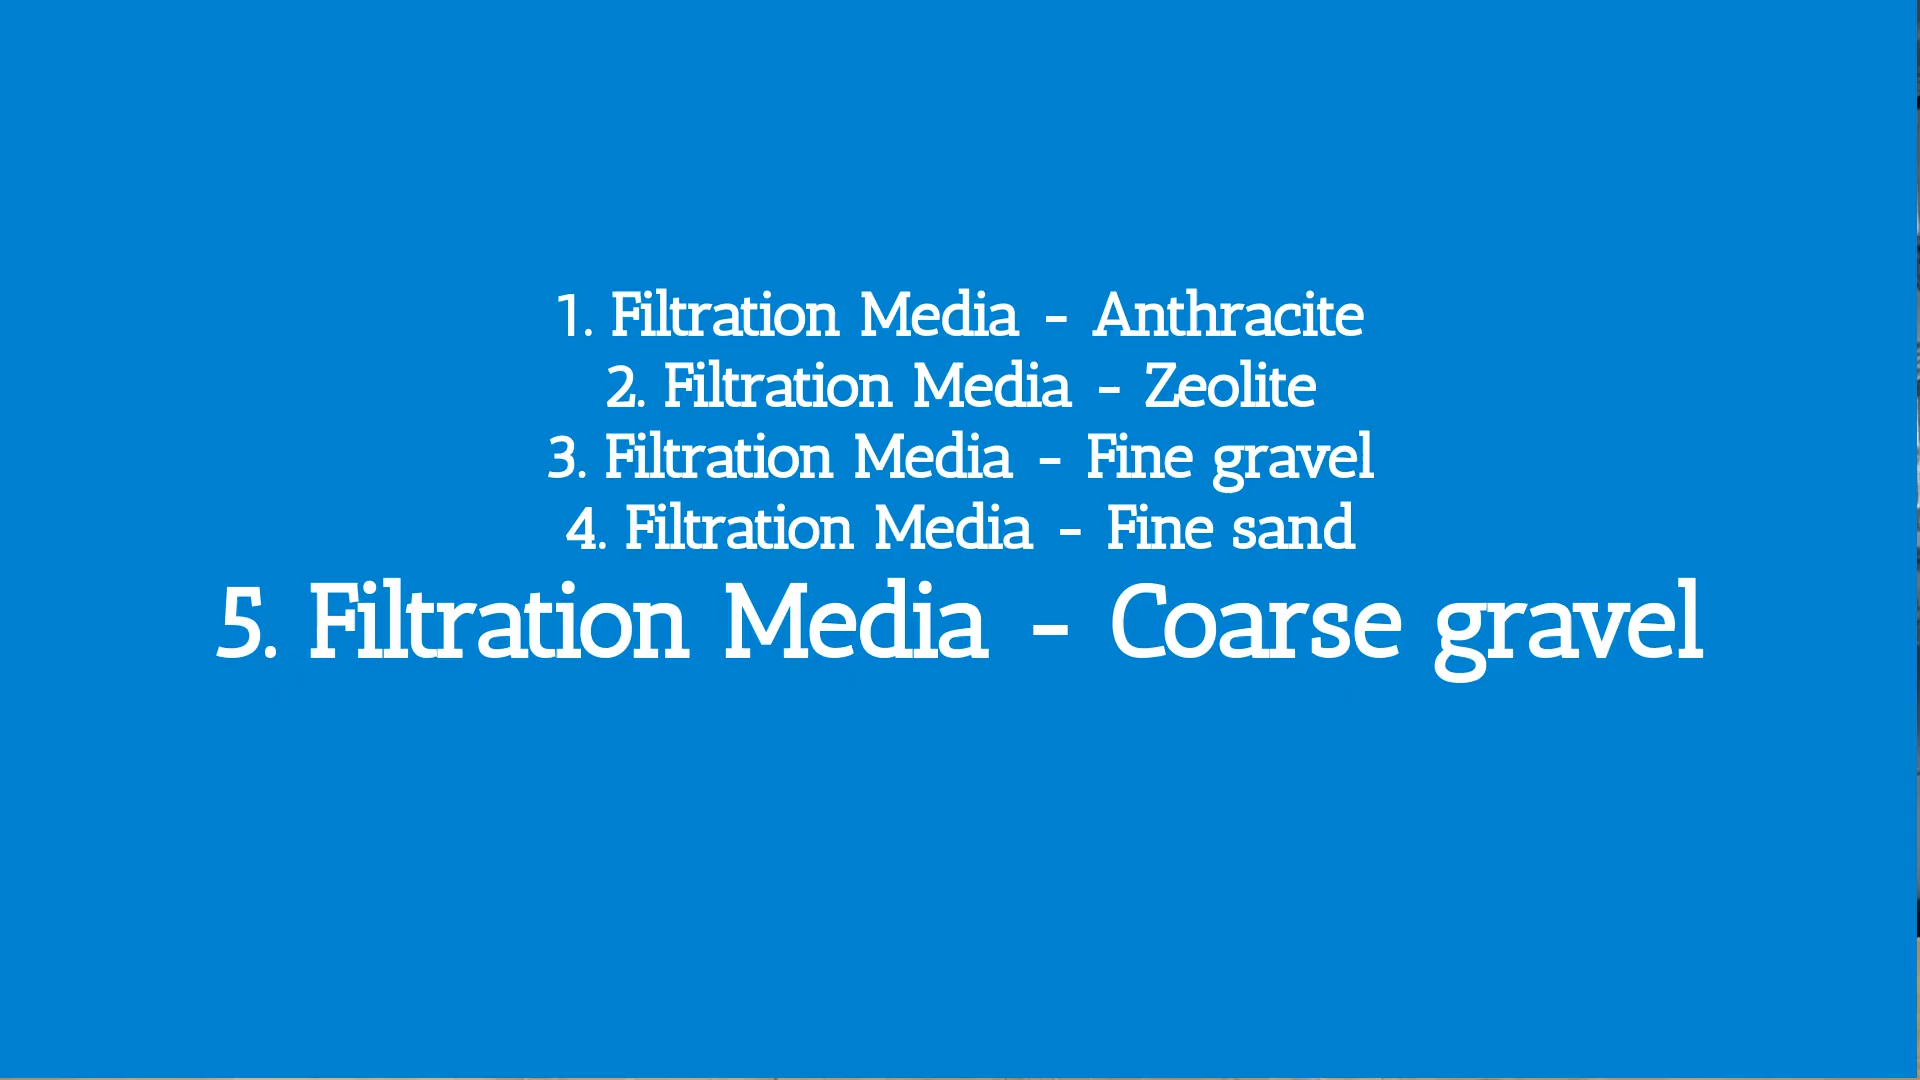 1. Filtration Media - Anthracite
2. Filtration Media - Zeolite
3. Filtration Media - Fine gravel
4. Filtration Media - Fine sand
5. Filtration Media - Coarse gravel